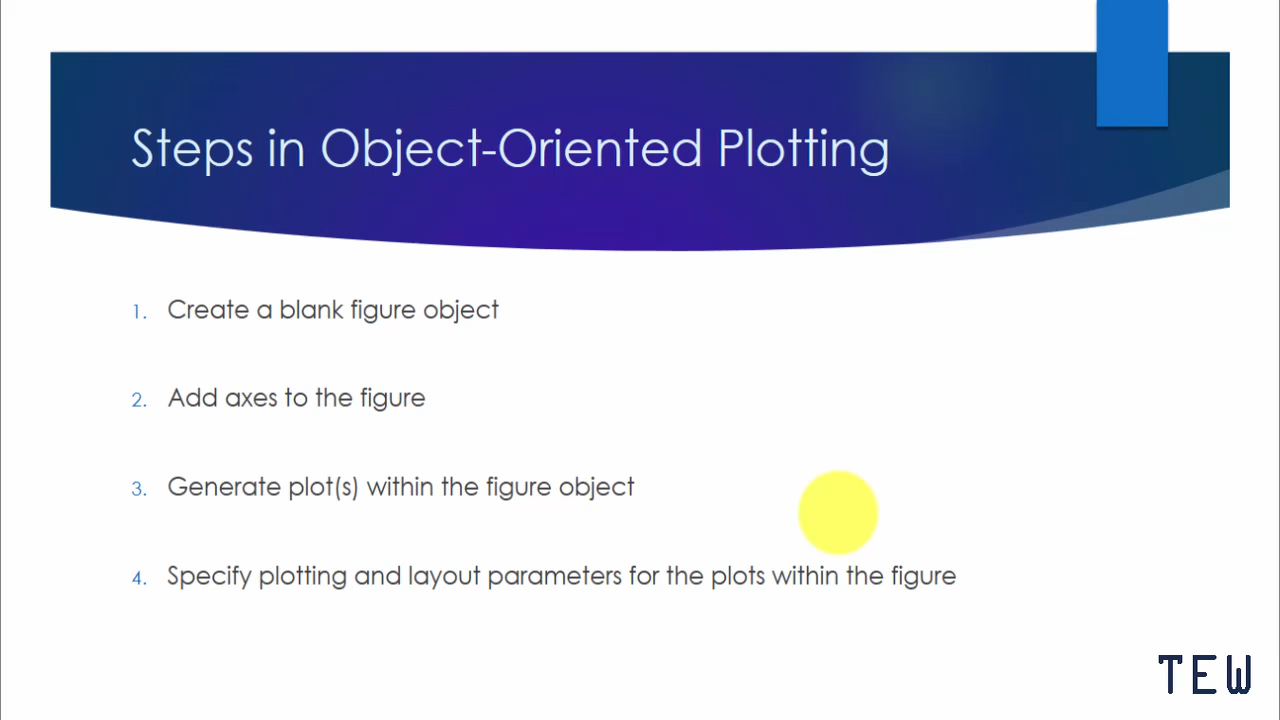 Steps in Object-Oriented Plotting
1. Create a blank figure object
2. Add axes to the figure
3. Generate plot(s) within the figure object
4. Specify plotting and layout parameters for the plots within the figure
TEW